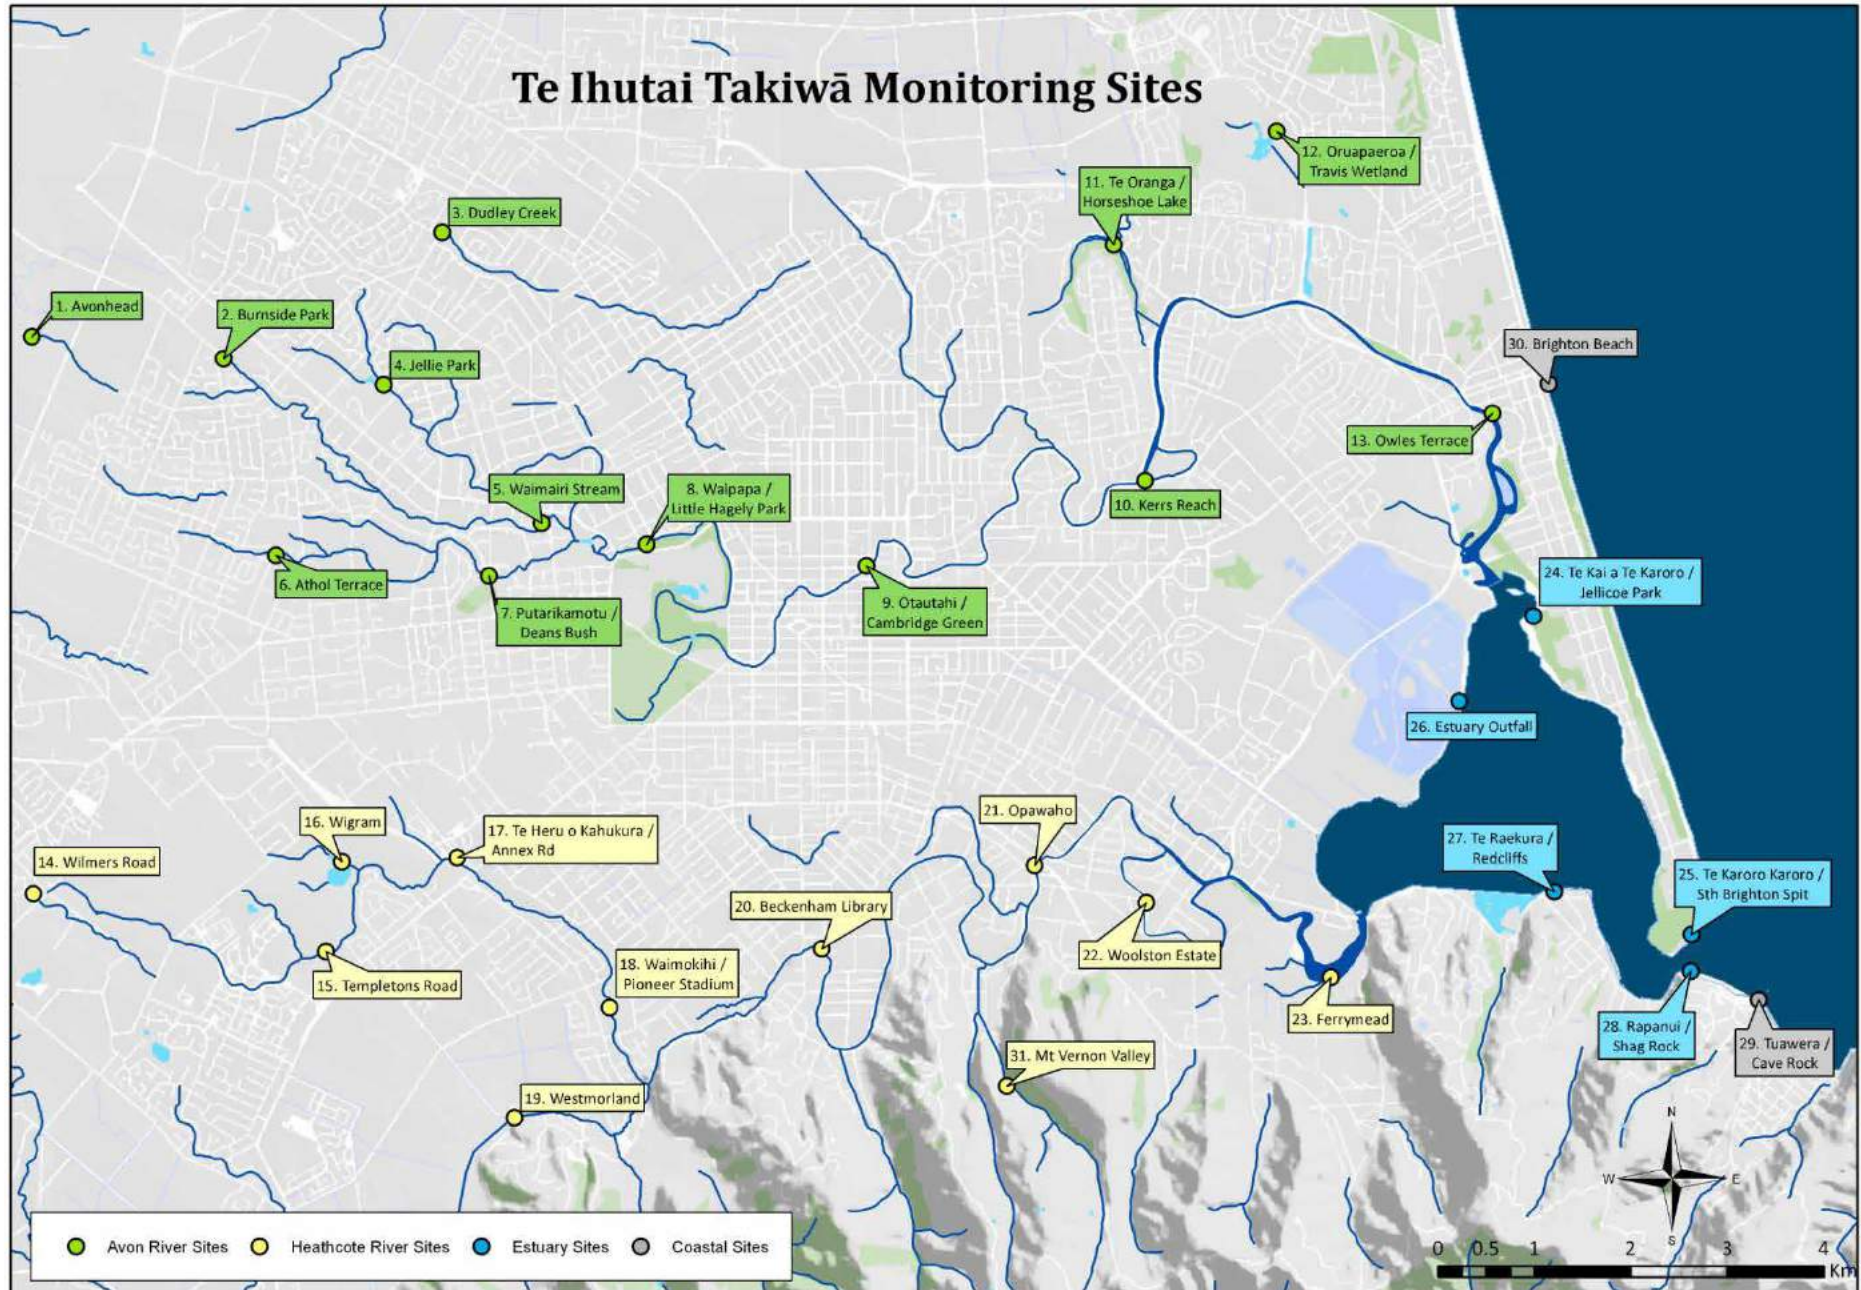 Te Ihutai Takiwā Monitoring Sites
12. Oruapaeroa /
Travis Wetland
11. Te Oranga /
Horseshoe Lake
3. Dudley Creek
1. Avonhead
2. Burnside Park
30. Brighton Beach
4. Jellie Park
13. Owles Terrace
5. Waimairi Stream
8. Waipapa /
Little Hagely Park
10. Kerrs Reach
6. Athol Terrace
7. Putarikamotu /
Deans Bush
9. Otautahi /
Cambridge Green
24. Te Kai a Te Karoro /
Jellicoe Park
26. Estuary Outfall
16. Wigram
17. Te Heru o Kahukura /
Annex Rd
21. Opawaho
14. Wilmers Road
27. Te Raekura /
Redcliffs
25. Te Karoro Karoro /
Sth Brighton Spit
20. Beckenham Library
15. Templetons Road
18. Waimokihi /
Pioneer Stadium
22. Woolston Estate
23. Ferrymead
28. Rapanui /
Shag Rock
29. Tuawera /
Cave Rock
31. Mt Vernon Valley
19. Westmorland
N
W E
S
Avon River Sites Heathcote River Sites Estuary Sites Coastal Sites
0 0.5 1 2 3 4
Km